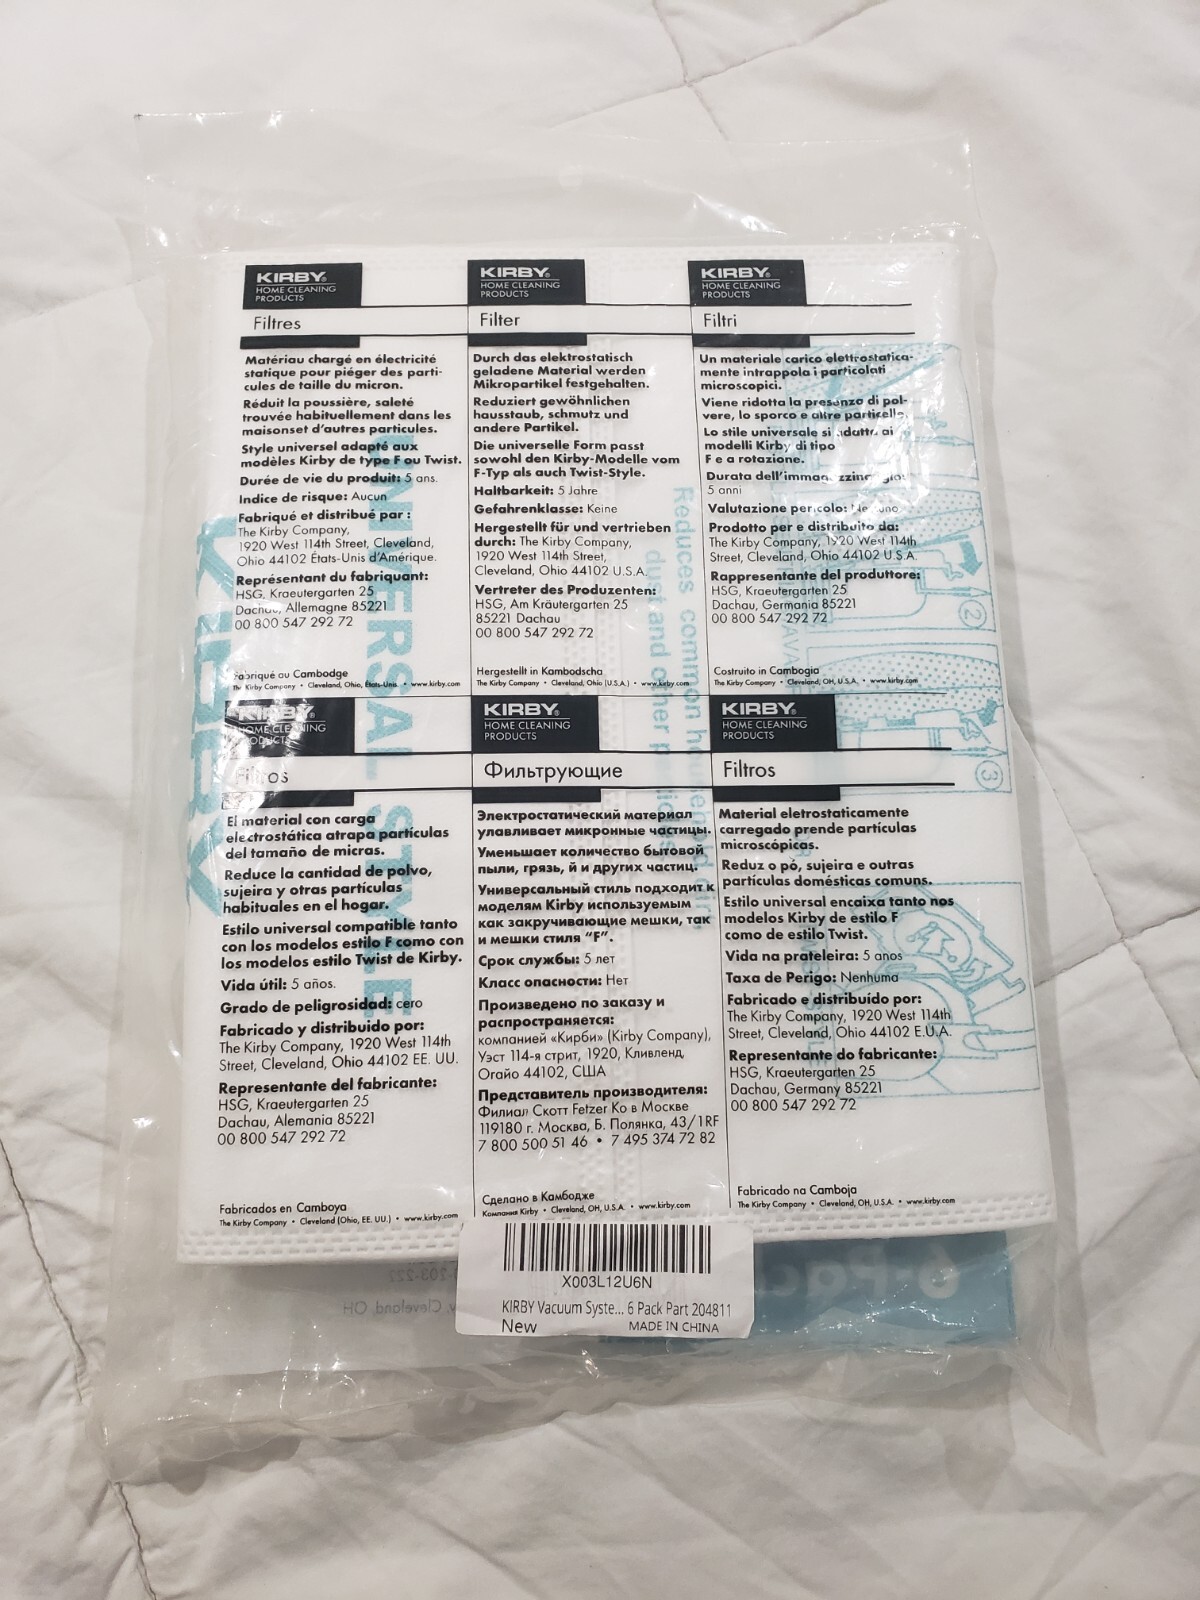 KIRBY®
HOME CLEANING
PRODUCTS
Filtres
Matériau chargé en électricité
statique pour piéger des parti-
cules de taille du micron.
Réduit la poussière, saleté
trouvée habituellement dans les
maisonset d'autres particules.
Style universel adapté aux
modèles Kirby de type F ou Twist.
Durée de vie du produit: 5 ans.
Indice de risque: Aucun
Fabriqué et distribué par :
The Kirby Company,
1920 West 114th Street, Cleveland,
Ohio 44102 États-Unis d'Amérique.
Représentant du fabriquant:
HSG, Kraeutergarten 25
Dachau, Allemagne 85221
00 800 547 292 72
Fabriqué au Cambodge
The Kirby Company • Cleveland, Ohio, États-Unis • www.kirby.com
KIRBY®
HOME CLEANING
PRODUCTS
Filter
Durch das elektrostatisch
geladene Material werden
Mikropartikel festgehalten.
Reduziert gewöhnlichen
hausstaub, schmutz und
andere Partikel.
Die universelle Form passt
sowohl den Kirby-Modelle vom
F-Typ als auch Twist-Style.
Haltbarkeit: 5 Jahre
Gefahrenklasse: Keine
Hergestellt für und vertrieben
durch: The Kirby Company,
1920 West 114th Street,
Cleveland, Ohio 44102 U.S.A.
Vertreter des Produzenten:
HSG, Am Kräutergarten 25
85221 Dachau
00 800 547 292 72
Hergestellt in Kambodscha
The Kirby Company • Cleveland, Ohio (U.S.A.) • www.kirby.com
KIRBY®
HOME CLEANING
PRODUCTS
Filtri
Un materiale carico elettrostatica-
mente intrappola i particolati
microscopici.
Viene ridotta la presenza di pol-
vere, lo sporco e altre particelle.
Lo stile universale si adatta ai
modelli Kirby di tipo
F e a rotazione.
Durata dell'immagazzinaggio:
5 anni
Valutazione pericolo: Nessuno
Prodotto per e distribuito da:
The Kirby Company, 1920 West 114th
Street, Cleveland, Ohio 44102 U.S.A.
Rappresentante del produttore:
HSG, Kraeutergarten 25
Dachau, Germania 85221
00 800 547 292 72
Costruito in Cambogia
The Kirby Company • Cleveland, OH, U.S.A. • www.kirby.com
KIRBY®
HOME CLEANING
PRODUCTS
Filtros
El material con carga
electrostática atrapa partículas
del tamaño de micras.
Reduce la cantidad de polvo,
sujeira y otras partículas
habituales en el hogar.
Estilo universal compatible tanto
con los modelos estilo F como con
los modelos estilo Twist de Kirby.
Vida útil: 5 años.
Grado de peligrosidad: cero
Fabricado y distribuido por:
The Kirby Company, 1920 West 114th
Street, Cleveland, Ohio 44102 EE. UU.
Representante del fabricante:
HSG, Kraeutergarten 25
Dachau, Alemania 85221
00 800 547 292 72
Fabricados en Camboya
The Kirby Company • Cleveland (Ohio, EE. UU.) • www.kirby.com
KIRBY®
HOME CLEANING
PRODUCTS
Фильтрующие
Электростатический материал
улавливает микронные частицы.
Уменьшает количество бытовой
пыли, грязь, й и других частиц.
Универсальный стиль подходит к
моделям Kirby используемым
как закручивающие мешки, так
и мешки стиля "F".
Срок службы: 5 лет
Класс опасности: Нет
Произведено по заказу и
распространяется:
компанией «Кирби» (Kirby Company),
Уэст 114-я стрит, 1920, Кливленд,
Огайо 44102, США
Представитель производителя:
Филиал Скотт Fetzer Ко в Москве
119180 г. Москва, Б. Полянка, 43/1RF
7 800 500 51 46 • 7 495 374 72 82
Сделано в Камбодже
Компания Kirby • Cleveland, OH, U.S.A. • www.kirby.com
KIRBY®
HOME CLEANING
PRODUCTS
Filtros
Material eletrostaticamente
carregado prende partículas
microscópicas.
Reduz o pó, sujeira e outras
partículas domésticas comuns.
Estilo universal encaixa tanto nos
modelos Kirby de estilo F
como de estilo Twist.
Vida na prateleira: 5 anos
Taxa de Perigo: Nenhuma
Fabricado e distribuído por:
The Kirby Company, 1920 West 114th
Street, Cleveland, Ohio 44102 E.U.A.
Representante do fabricante:
HSG, Kraeutergarten 25
Dachau, Germany 85221
00 800 547 292 72
Fabricado na Camboja
The Kirby Company • Cleveland, OH, U.S.A. • www.kirby.com
KIRBY
UNIVERSAL STYLE
Reduces common household dirt,
dust and other particles
2
3
X003L12U6N
KIRBY Vacuum Syste... 6 Pack Part 204811
New
MADE IN CHINA
Cleveland, OH